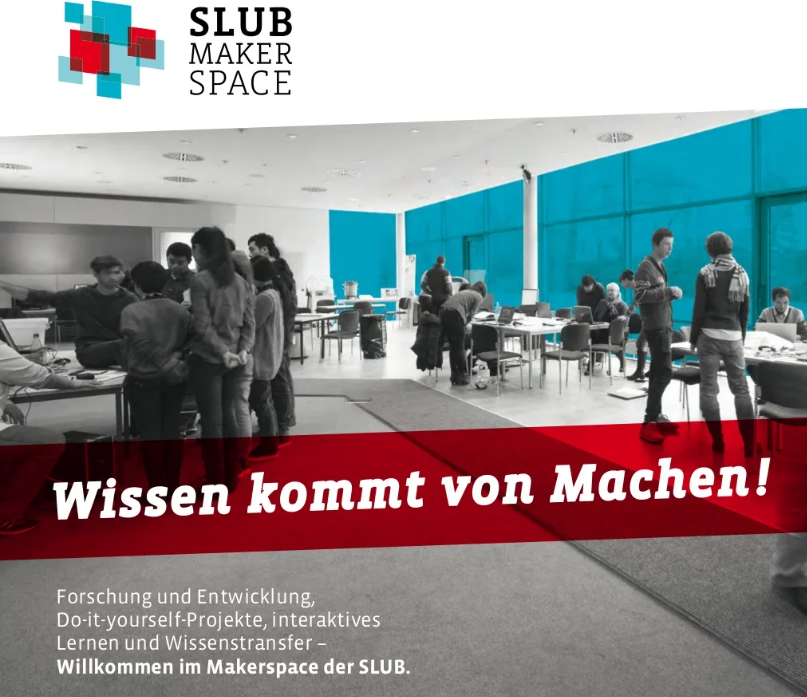 SLUB
MAKER
SPACE
Wissen kommt von Machen!
Forschung und Entwicklung,
Do-it-yourself-Projekte, interaktives
Lernen und Wissenstransfer –
Willkommen im Makerspace der SLUB.